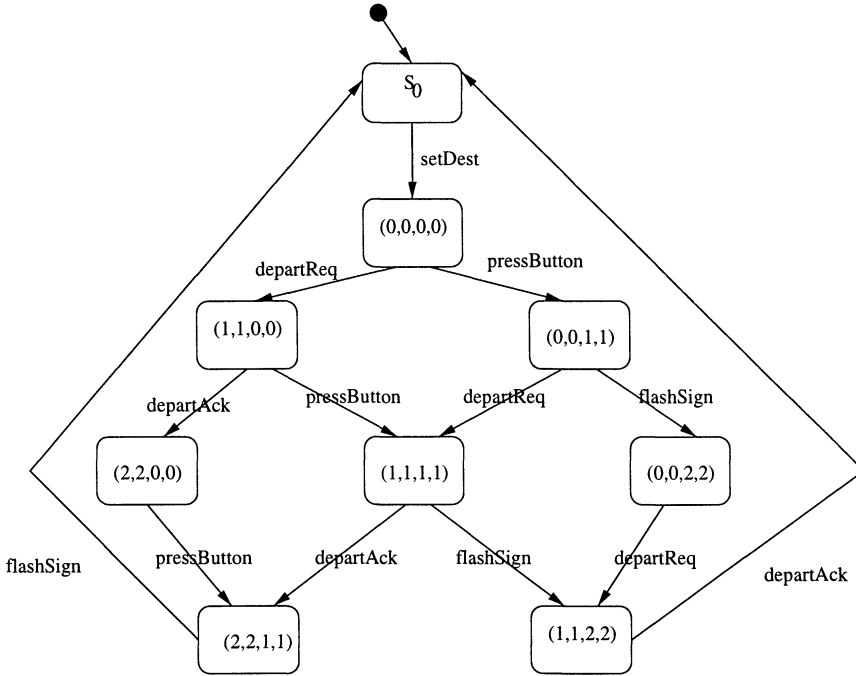 S0
setDest
(0,0,0,0)
departReq
pressButton
(1,1,0,0)
(0,0,1,1)
departAck
pressButton
departReq
flashSign
(2,2,0,0)
(1,1,1,1)
(0,0,2,2)
flashSign
pressButton
departAck
flashSign
departReq
departAck
(2,2,1,1)
(1,1,2,2)